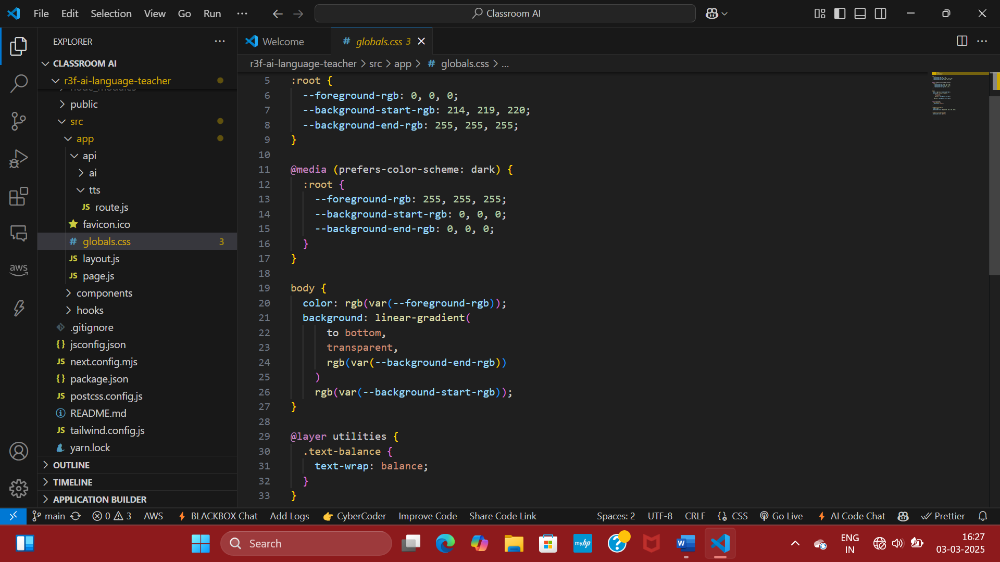 File Edit Selection View Go Run ... Classroom AI
EXPLORER ...
Welcome
# globals.css 3
CLASSROOM AI
r3f-ai-language-teacher
node_modules
public
src
app
api
ai
tts
JS route.js
favicon.ico
# globals.css 3
JS layout.js
JS page.js
components
hooks
.gitignore
{} jsconfig.json
JS next.config.mjs
{} package.json
JS postcss.config.js
README.md
JS tailwind.config.js
yarn.lock
OUTLINE
TIMELINE
APPLICATION BUILDER
aws
r3f-ai-language-teacher > src > app > # globals.css > ...
5 :root {
6 --foreground-rgb: 0, 0, 0;
7 --background-start-rgb: 214, 219, 220;
8 --background-end-rgb: 255, 255, 255;
9 }
10
11 @media (prefers-color-scheme: dark) {
12 :root {
13 --foreground-rgb: 255, 255, 255;
14 --background-start-rgb: 0, 0, 0;
15 --background-end-rgb: 0, 0, 0;
16 }
17 }
18
19 body {
20 color: rgb(var(--foreground-rgb));
21 background: linear-gradient(
22 to bottom,
23 transparent,
24 rgb(var(--background-end-rgb))
25 )
26 rgb(var(--background-start-rgb));
27 }
28
29 @layer utilities {
30 .text-balance {
31 text-wrap: balance;
32 }
33 }
main 0 3 AWS BLACKBOX Chat Add Logs CyberCoder Improve Code Share Code Link Spaces: 2 UTF-8 CRLF {} CSS Go Live AI Code Chat Prettier
Search
myhp
W
ENG
IN
16:27
03-03-2025